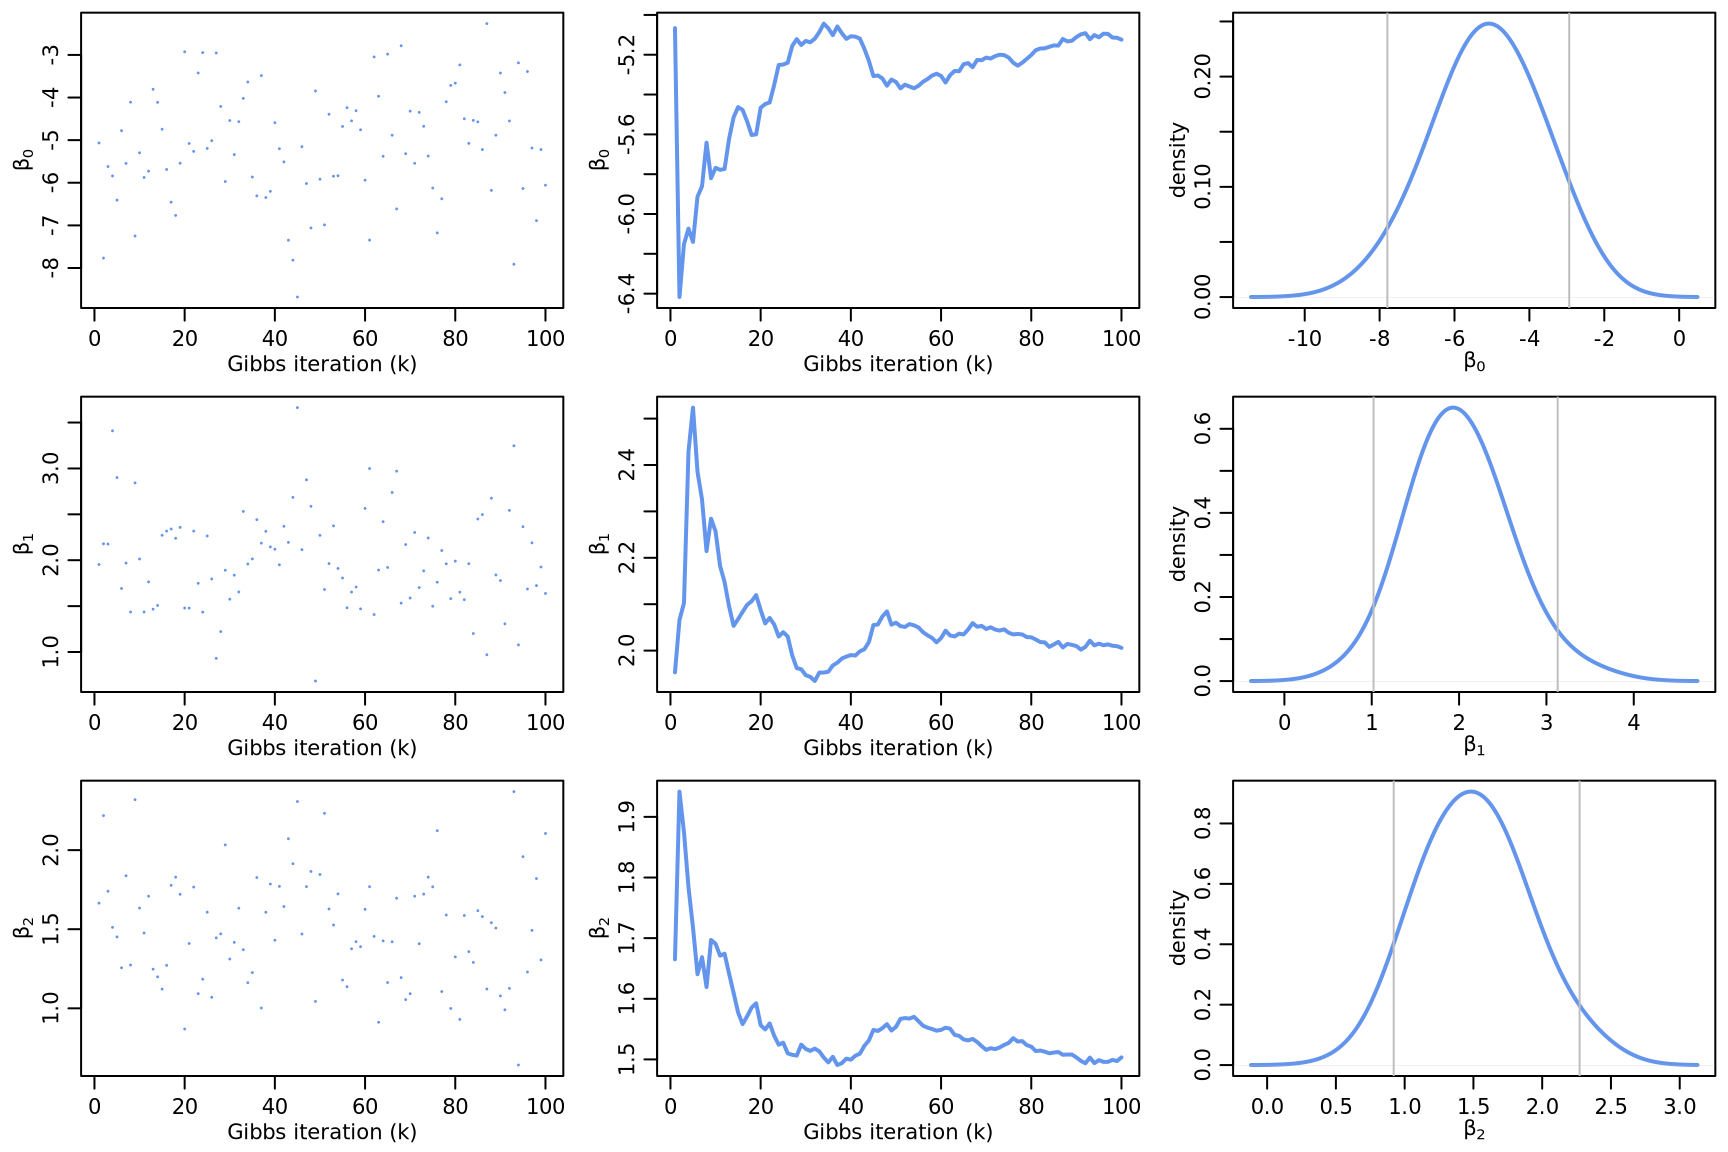 β₀
-8 -7 -6 -5 -4 -3
0 20 40 60 80 100
Gibbs iteration (k)
β₀
-6.4 -6.0 -5.6 -5.2
0 20 40 60 80 100
Gibbs iteration (k)
density
0.00 0.10 0.20
-10 -8 -6 -4 -2 0
β₀
β₁
1.0 2.0 3.0
0 20 40 60 80 100
Gibbs iteration (k)
β₁
2.0 2.2 2.4
0 20 40 60 80 100
Gibbs iteration (k)
density
0.0 0.2 0.4 0.6
0 1 2 3 4
β₁
β₂
1.0 1.5 2.0
0 20 40 60 80 100
Gibbs iteration (k)
β₂
1.5 1.6 1.7 1.8 1.9
0 20 40 60 80 100
Gibbs iteration (k)
density
0.0 0.2 0.4 0.6 0.8
0.0 0.5 1.0 1.5 2.0 2.5 3.0
β₂